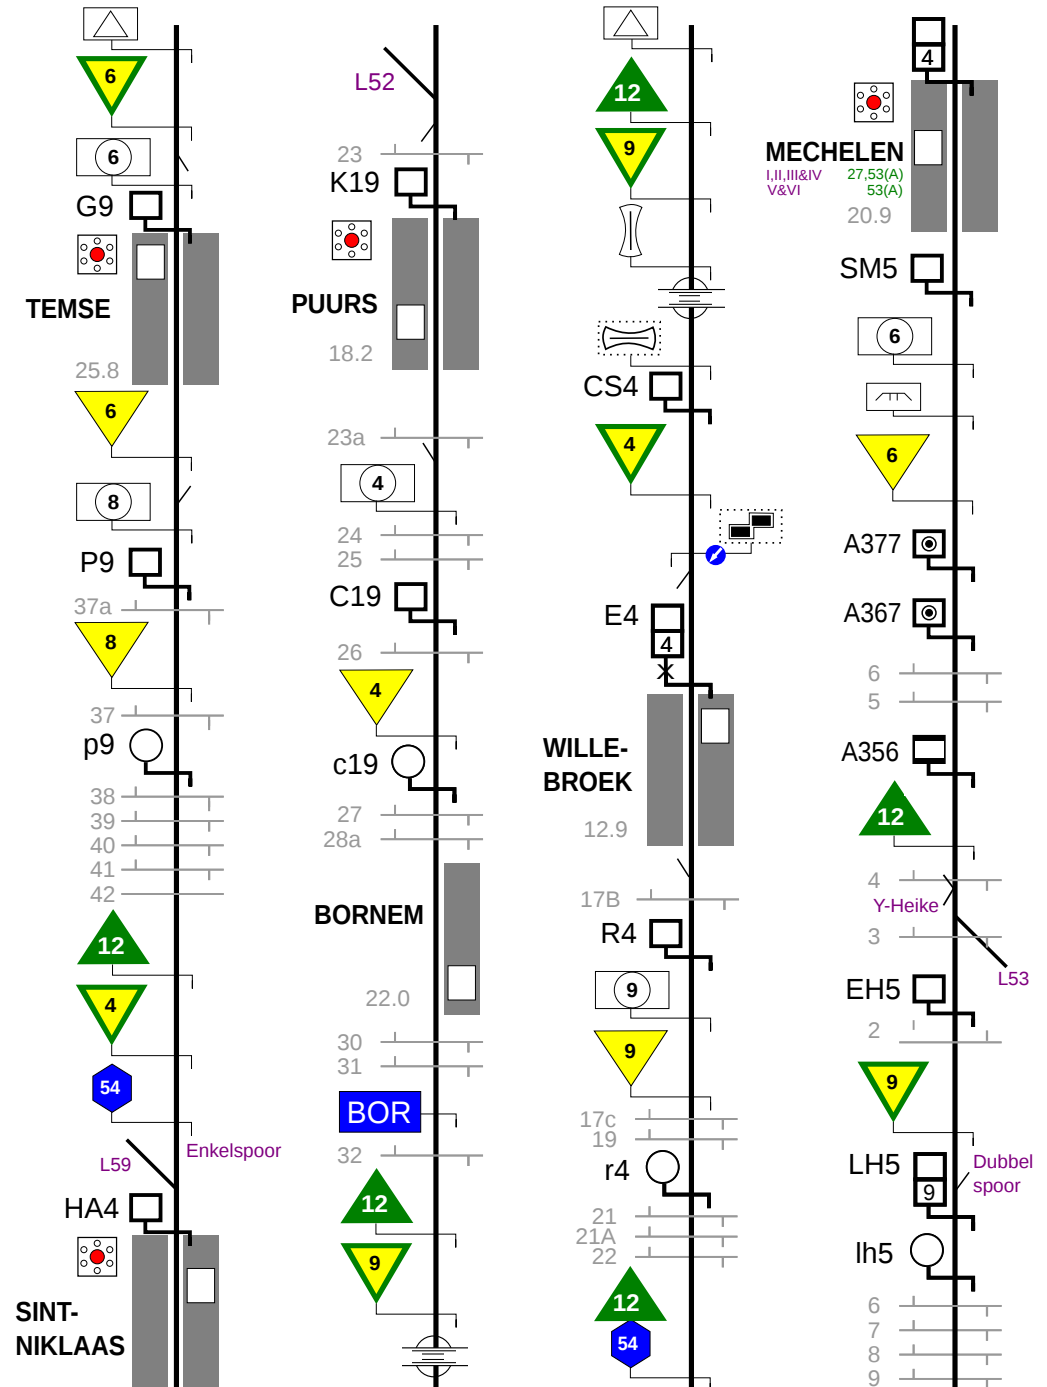 6
6
G9
TEMSE
25.8
6
8
P9
37a
8
37
p9
38
39
40
41
42
12
4
54
Enkelspoor
L59
HA4
SINT-
NIKLAAS
L52
23
K19
PUURS
18.2
23a
4
24
25
C19
26
4
c19
27
28a
BORNEM
22.0
30
31
BOR
32
12
9
12
9
CS4
4
E4
4
X
WILLE-
BROEK
12.9
17B
R4
9
9
17c
19
r4
21
21A
22
12
54
4
MECHELEN
I,II,III&IV 27,53(A)
V&VI 53(A)
20.9
SM5
6
6
A377
A367
6
5
A356
12
4
Y-Heike
3
L53
EH5
2
9
LH5
9
Dubbel
spoor
lh5
6
7
8
9